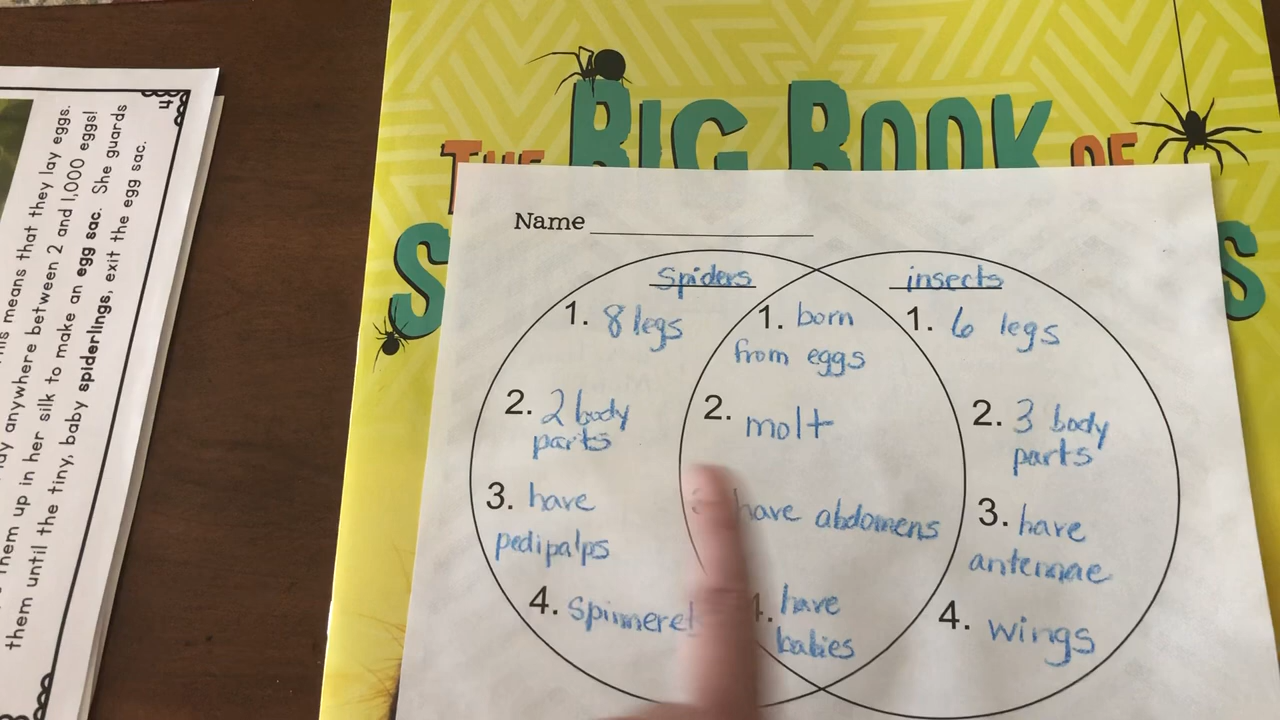 4
his means that they lay eggs.
anywhere between 2 and 1,000 eggs!
them up in her silk to make an egg sac. She guards
them until the tiny, baby spiderlings, exit the egg sac.
THE BIG BOOK OF
S
S
Name
Spiders
1. 8 legs
2. 2 body
parts
3. have
pedipalps
4. Spinneret
1. born
from eggs
2. molt
have abdomens
4. have
babies
insects
1. 6 legs
2. 3 body
parts
3. have
antennae
4. wings